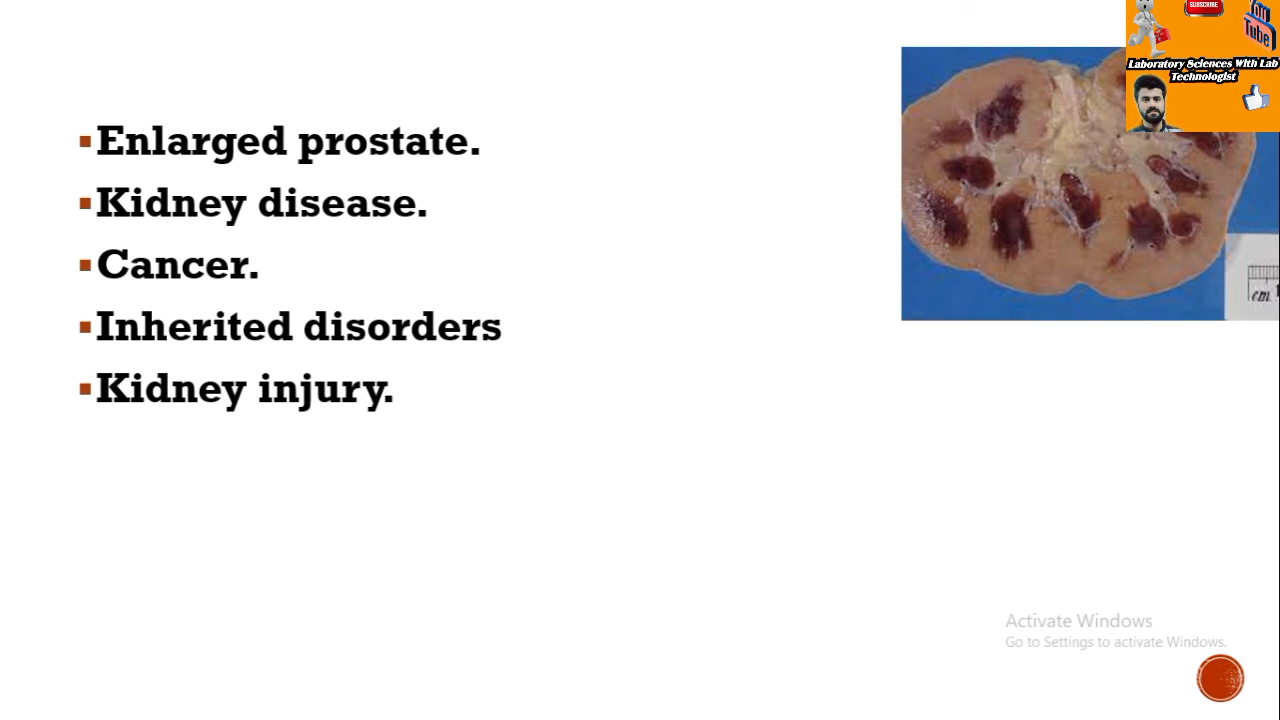 SUBSCRIBE
You
Tube
Laboratory Sciences With Lab
Technologist
▪Enlarged prostate.
▪Kidney disease.
▪Cancer.
▪Inherited disorders
▪Kidney injury.
cm. 1
Activate Windows
Go to Settings to activate Windows.